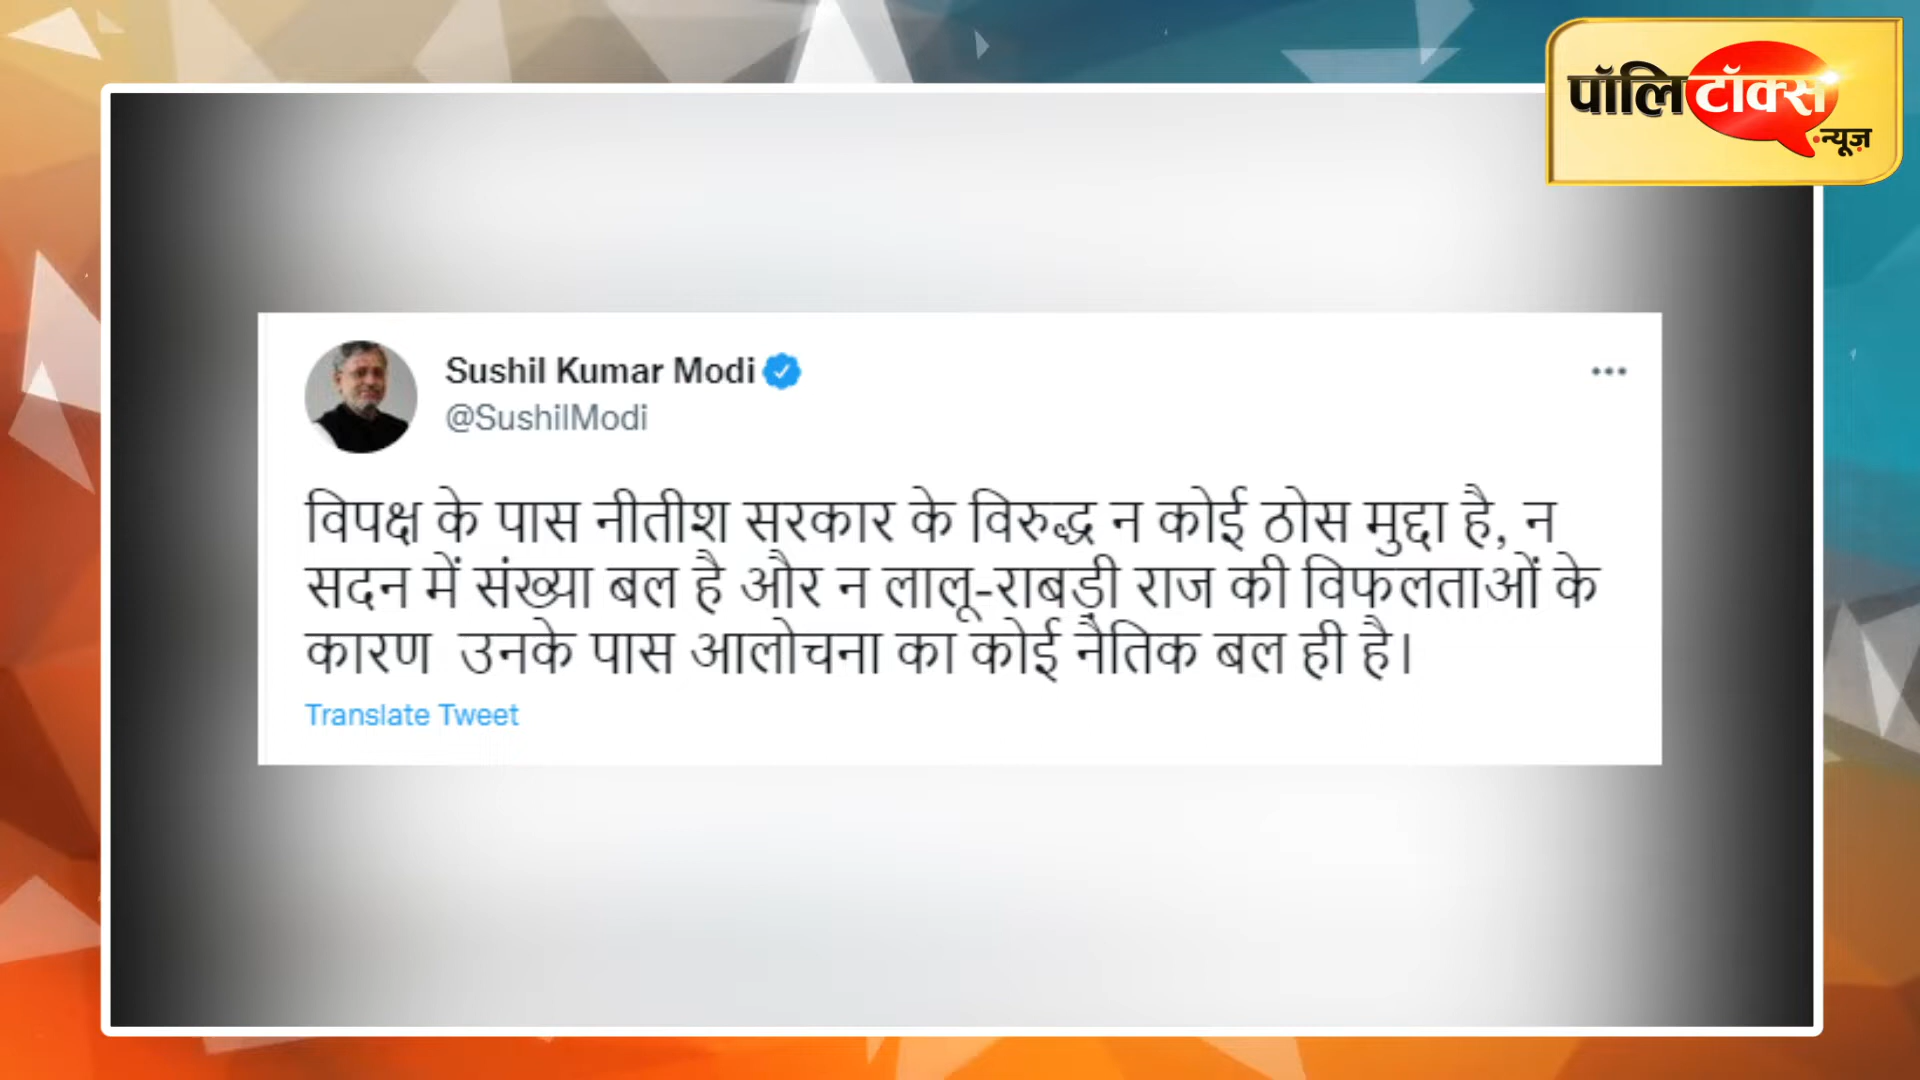 पॉलिटॉक्स
.न्यूज़
Sushil Kumar Modi
@SushilModi
विपक्ष के पास नीतीश सरकार के विरुद्ध न कोई ठोस मुद्दा है, न
सदन में संख्या बल है और न लालू-राबड़ी राज की विफलताओं के
कारण उनके पास आलोचना का कोई नैतिक बल ही है।
Translate Tweet